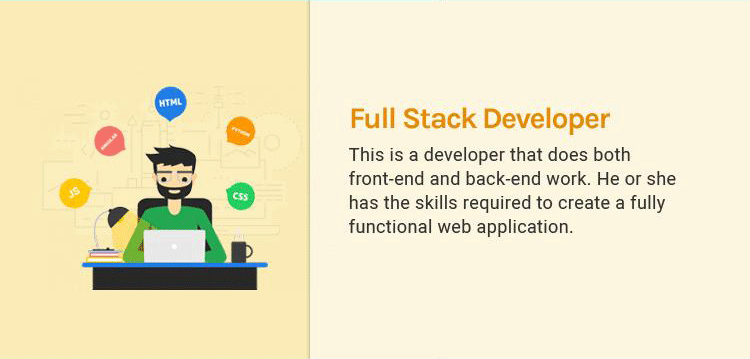 HTML
ANGULAR
PYTHON
JS
CSS
Full Stack Developer
This is a developer that does both
front-end and back-end work. He or she
has the skills required to create a fully
functional web application.